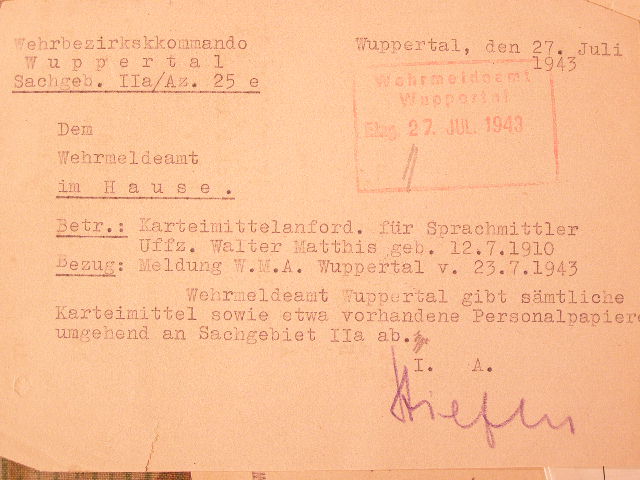 Wehrbezirkskkommando
Wuppertal
Sachgeb. IIa/Az. 25 e
Wuppertal, den 27. Juli
1943
Wehrmeldeamt
Wuppertal
Eing. 27. JUL. 1943
Dem
Wehrmeldeamt
im Hause.
Betr.: Karteimittelanford. für Sprachmittler
Uffz. Walter Matthis geb. 12.7.1910
Bezug: Meldung W.M.A. Wuppertal v. 23.7.1943
Wehrmeldeamt Wuppertal gibt sämtliche
Karteimittel sowie etwa vorhandene Personalpapiere
umgehend an Sachgebiet IIa ab.
I. A.